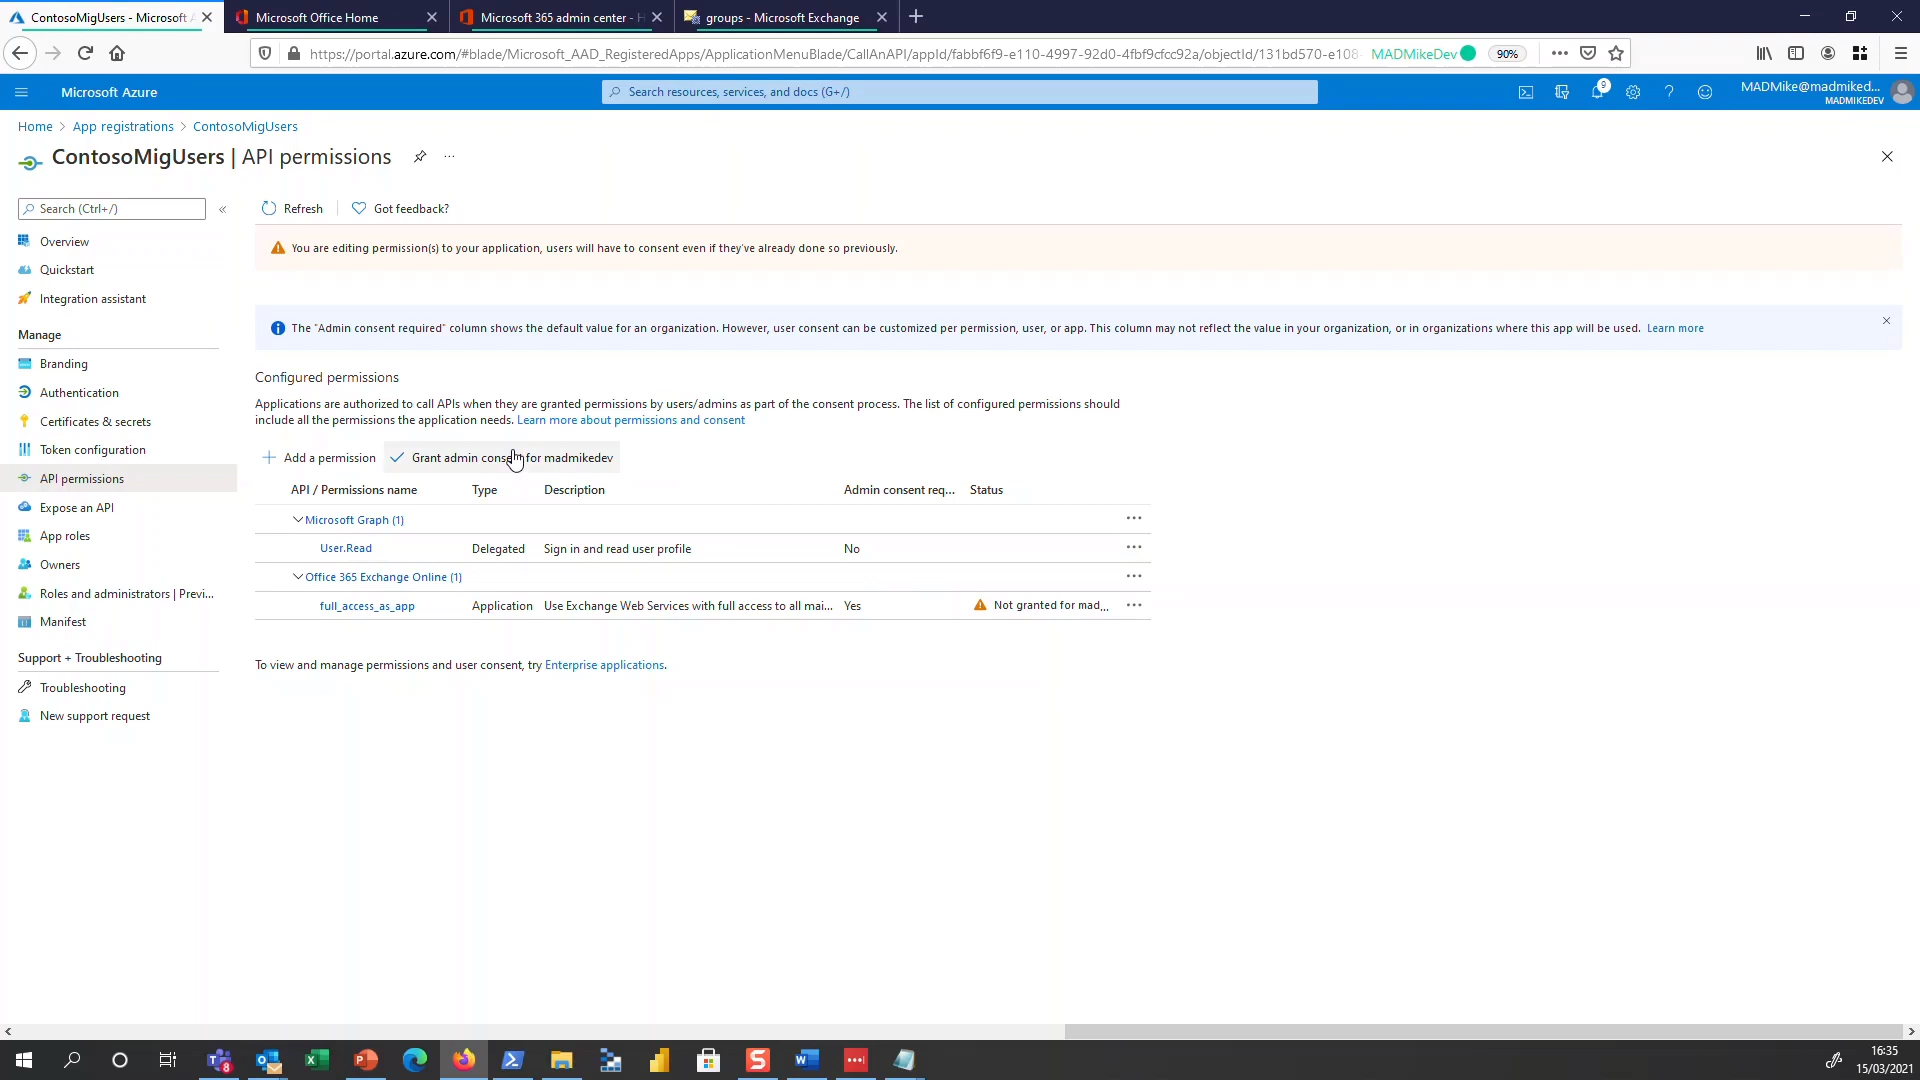 ContosoMigUsers - Microsoft A
Microsoft Office Home
Microsoft 365 admin center - H
groups - Microsoft Exchange
https://portal.azure.com/#blade/Microsoft_AAD_RegisteredApps/ApplicationMenuBlade/CallAnAPI/appId/fabbf6f9-e110-4997-92d0-4fbf9cfcc92a/objectId/131bd570-e108-
MADMikeDev
90%
Microsoft Azure
Search resources, services, and docs (G+/)
9
MADMike@madmiked...
MADMIKEDEV
Home > App registrations > ContosoMigUsers
ContosoMigUsers | API permissions
Search (Ctrl+/)
Refresh
Got feedback?
You are editing permission(s) to your application, users will have to consent even if they've already done so previously.
The "Admin consent required" column shows the default value for an organization. However, user consent can be customized per permission, user, or app. This column may not reflect the value in your organization, or in organizations where this app will be used. Learn more
Overview
Quickstart
Integration assistant
Manage
Branding
Authentication
Certificates & secrets
Token configuration
API permissions
Expose an API
App roles
Owners
Roles and administrators | Previ...
Manifest
Support + Troubleshooting
Troubleshooting
New support request
Configured permissions
Applications are authorized to call APIs when they are granted permissions by users/admins as part of the consent process. The list of configured permissions should
include all the permissions the application needs. Learn more about permissions and consent
Add a permission
Grant admin consent for madmikedev
API / Permissions name Type Description Admin consent req... Status
Microsoft Graph (1)
User.Read Delegated Sign in and read user profile No
Office 365 Exchange Online (1)
full_access_as_app Application Use Exchange Web Services with full access to all mai... Yes Not granted for mad...
To view and manage permissions and user consent, try Enterprise applications.
16:35
15/03/2021